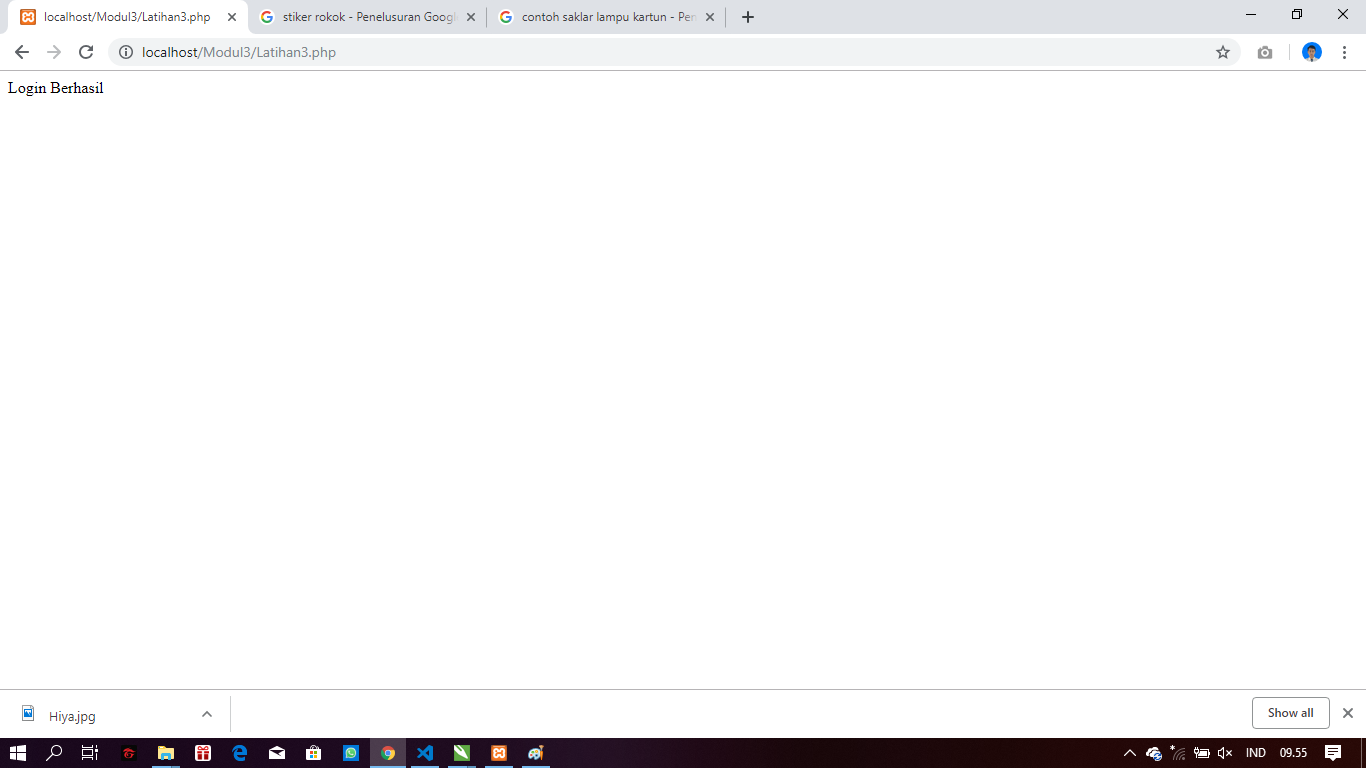 localhost/Modul3/Latihan3.php
stiker rokok - Penelusuran Googl
contoh saklar lampu kartun - Pen
localhost/Modul3/Latihan3.php
Login Berhasil
Hiya.jpg
Show all
IND
09.55